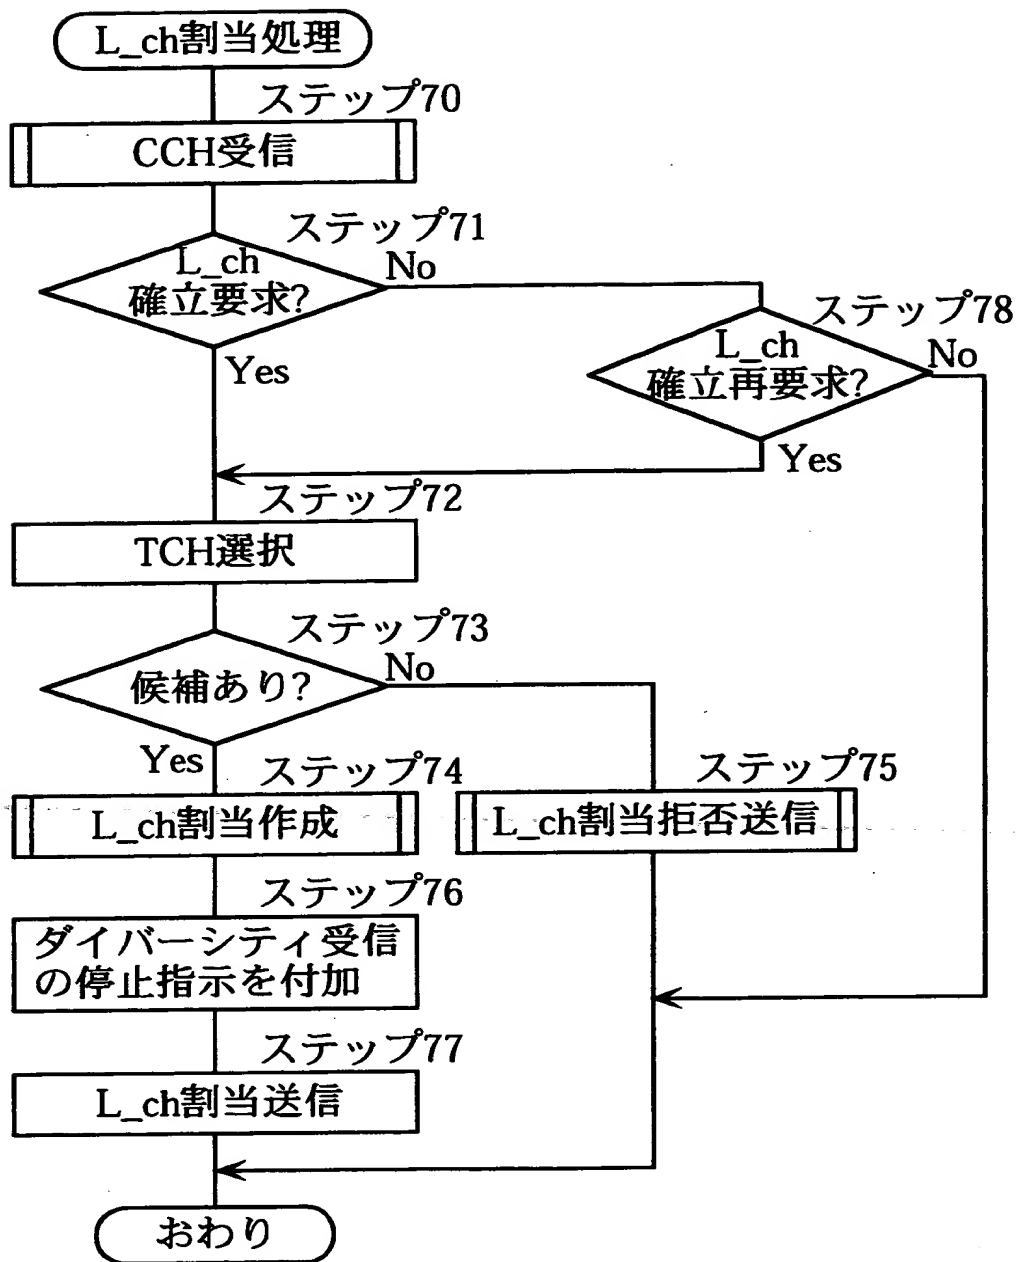 L_ch割当処理
ステップ70
CCH受信
ステップ71
L_ch
確立要求?
No
Yes
ステップ78
L_ch
確立再要求?
No
Yes
ステップ72
TCH選択
ステップ73
候補あり?
No
Yes
ステップ74
L_ch割当作成
ステップ75
L_ch割当拒否送信
ステップ76
ダイバーシティ受信
の停止指示を付加
ステップ77
L_ch割当送信
おわり